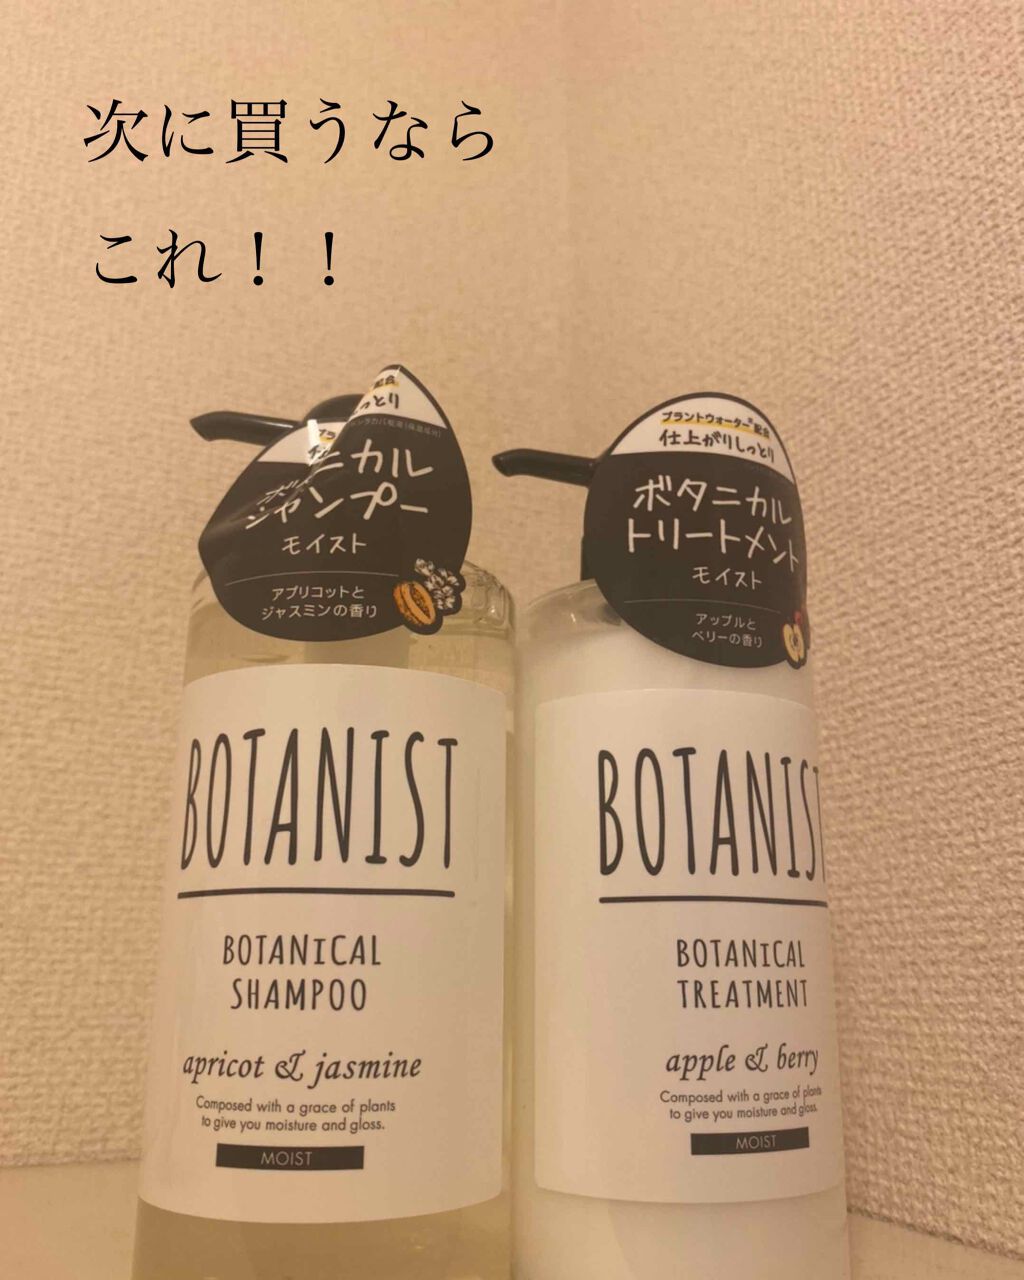 次に買うなら
これ！！
配合
しっとり
ニカル
シャンプー
モイスト
アプリコットと
ジャスミンの香り
BOTANIST
BOTANICAL
SHAMPOO
apricot & jasmine
Composed with a grace of plants
to give you moisture and gloss.
MOIST
プラントウォーター※配合
仕上がりしっとり
ボタニカル
トリートメント
モイスト
アップルと
ベリーの香り
BOTANIST
BOTANICAL
TREATMENT
apple & berry
Composed with a grace of plants
to give you moisture and gloss.
MOIST